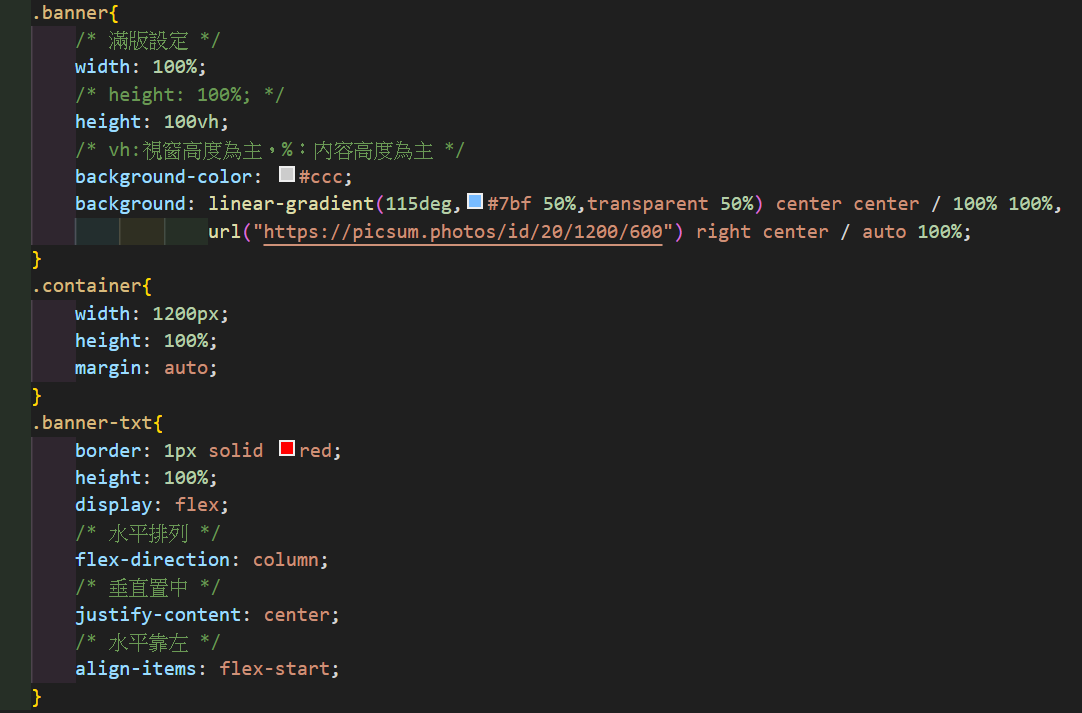 .banner{
/* 滿版設定 */
width: 100%;
/* height: 100%; */
height: 100vh;
/* vh:視窗高度為主，%：內容高度為主 */
background-color: #ccc;
background: linear-gradient(115deg,#7bf 50%,transparent 50%) center center / 100% 100%,
url("https://picsum.photos/id/20/1200/600") right center / auto 100%;
}
.container{
width: 1200px;
height: 100%;
margin: auto;
}
.banner-txt{
border: 1px solid red;
height: 100%;
display: flex;
/* 水平排列 */
flex-direction: column;
/* 垂直置中 */
justify-content: center;
/* 水平靠左 */
align-items: flex-start;
}